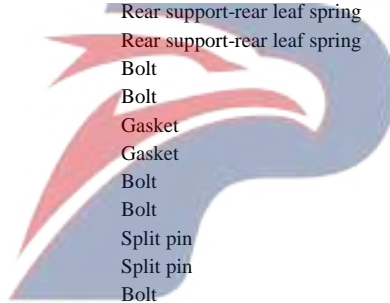 Rear support-rear leaf spring
Rear support-rear leaf spring
Bolt
Bolt
Gasket
Gasket
Bolt
Bolt
Split pin
Split pin
Bolt